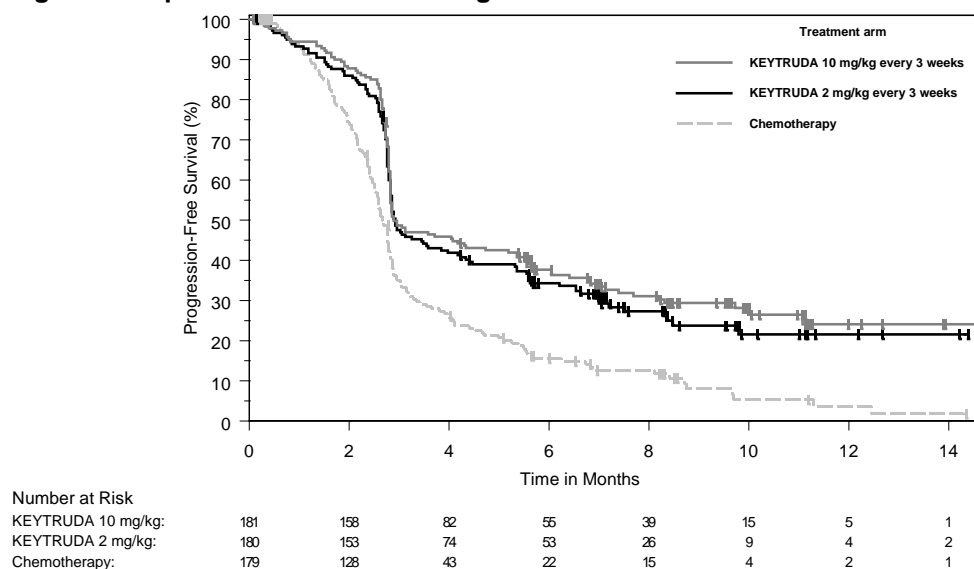 100
90
80
70
60
50
40
30
20
10
0
Progression-Free Survival (%)
Treatment arm
KEYTRUDA 10 mg/kg every 3 weeks
KEYTRUDA 2 mg/kg every 3 weeks
Chemotherapy
0 2 4 6 8 10 12 14
Time in Months
Number at Risk
KEYTRUDA 10 mg/kg: 181 158 82 55 39 15 5 1
KEYTRUDA 2 mg/kg: 180 153 74 53 26 9 4 2
Chemotherapy: 179 128 43 22 15 4 2 1